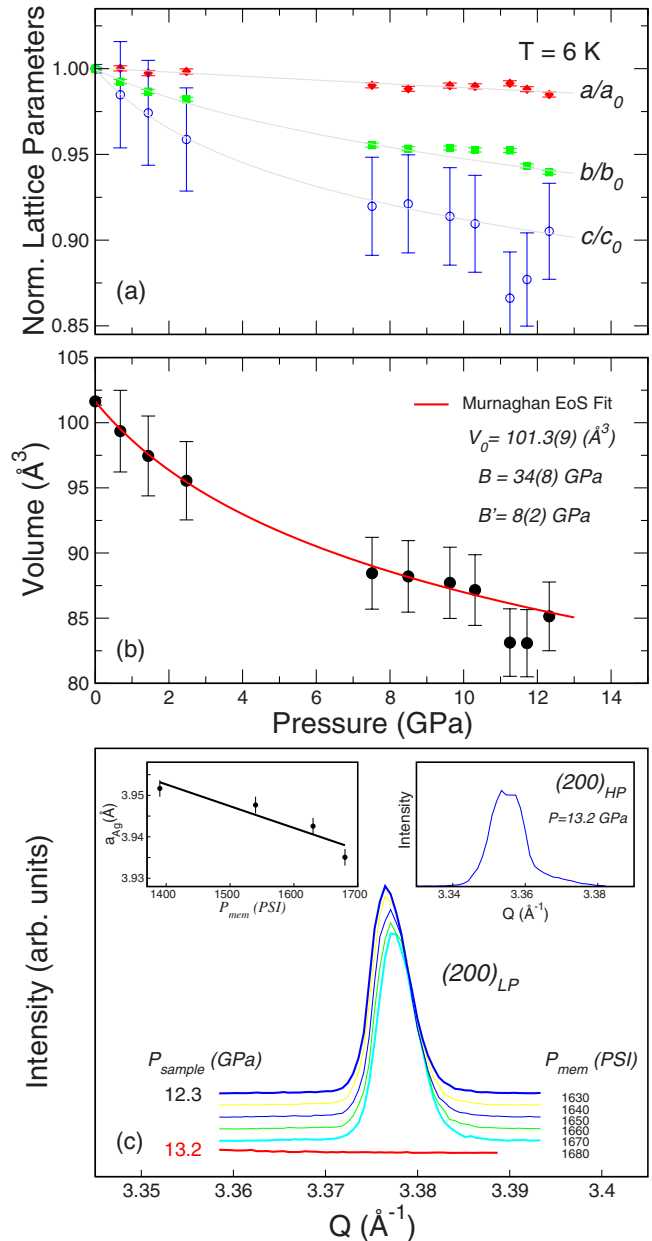 Norm. Lattice Parameters
1.00
0.95
0.90
0.85
T = 6 K
a/a0
b/b0
c/c0
(a)
Volume (Å3)
105
100
95
90
85
80
Murnaghan EoS Fit
V0= 101.3(9) (Å3)
B = 34(8) GPa
B'= 8(2) GPa
(b)
0 2 4 6 8 10 12 14
Pressure (GPa)
Intensity (arb. units)
aAg(Å)
3.95
3.94
3.93
1400 1500 1600 1700
Pmem (PSI)
Intensity
(200)HP
P=13.2 GPa
3.34 3.36 3.38
Q (Å-1)
(200)LP
Psample (GPa)
12.3
13.2
Pmem (PSI)
1630
1640
1650
1660
1670
1680
(c)
3.35 3.36 3.37 3.38 3.39 3.4
Q (Å-1)